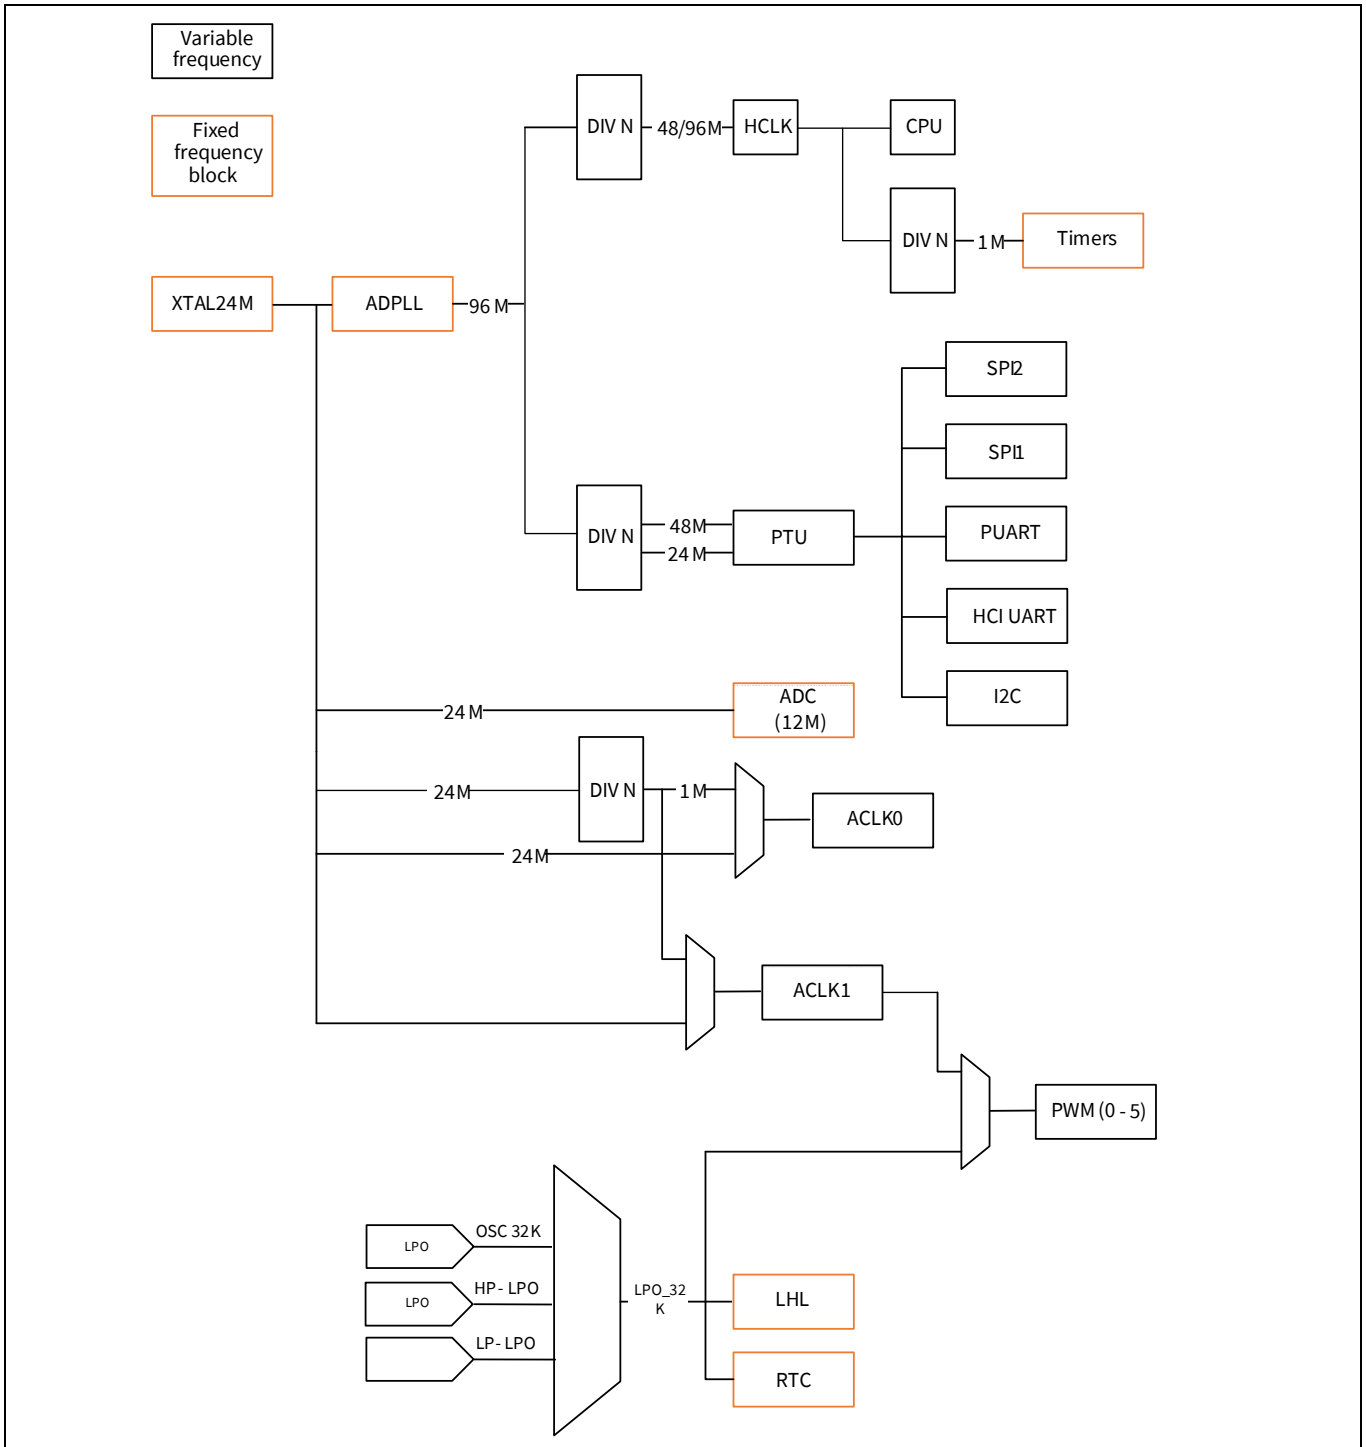 Variable
frequency
Fixed
frequency
block
DIV N
48/96M
HCLK
CPU
DIV N
1M
Timers
XTAL24M
ADPLL
96 M
SPI2
SPI1
DIV N
48M
24 M
PTU
PUART
HCI UART
I2C
24 M
ADC
(12M)
24M
DIV N
1M
ACLK0
24M
ACLK1
PWM (0 - 5)
LPO
OSC 32K
LPO
HP- LPO
LP- LPO
LPO_32
K
LHL
RTC